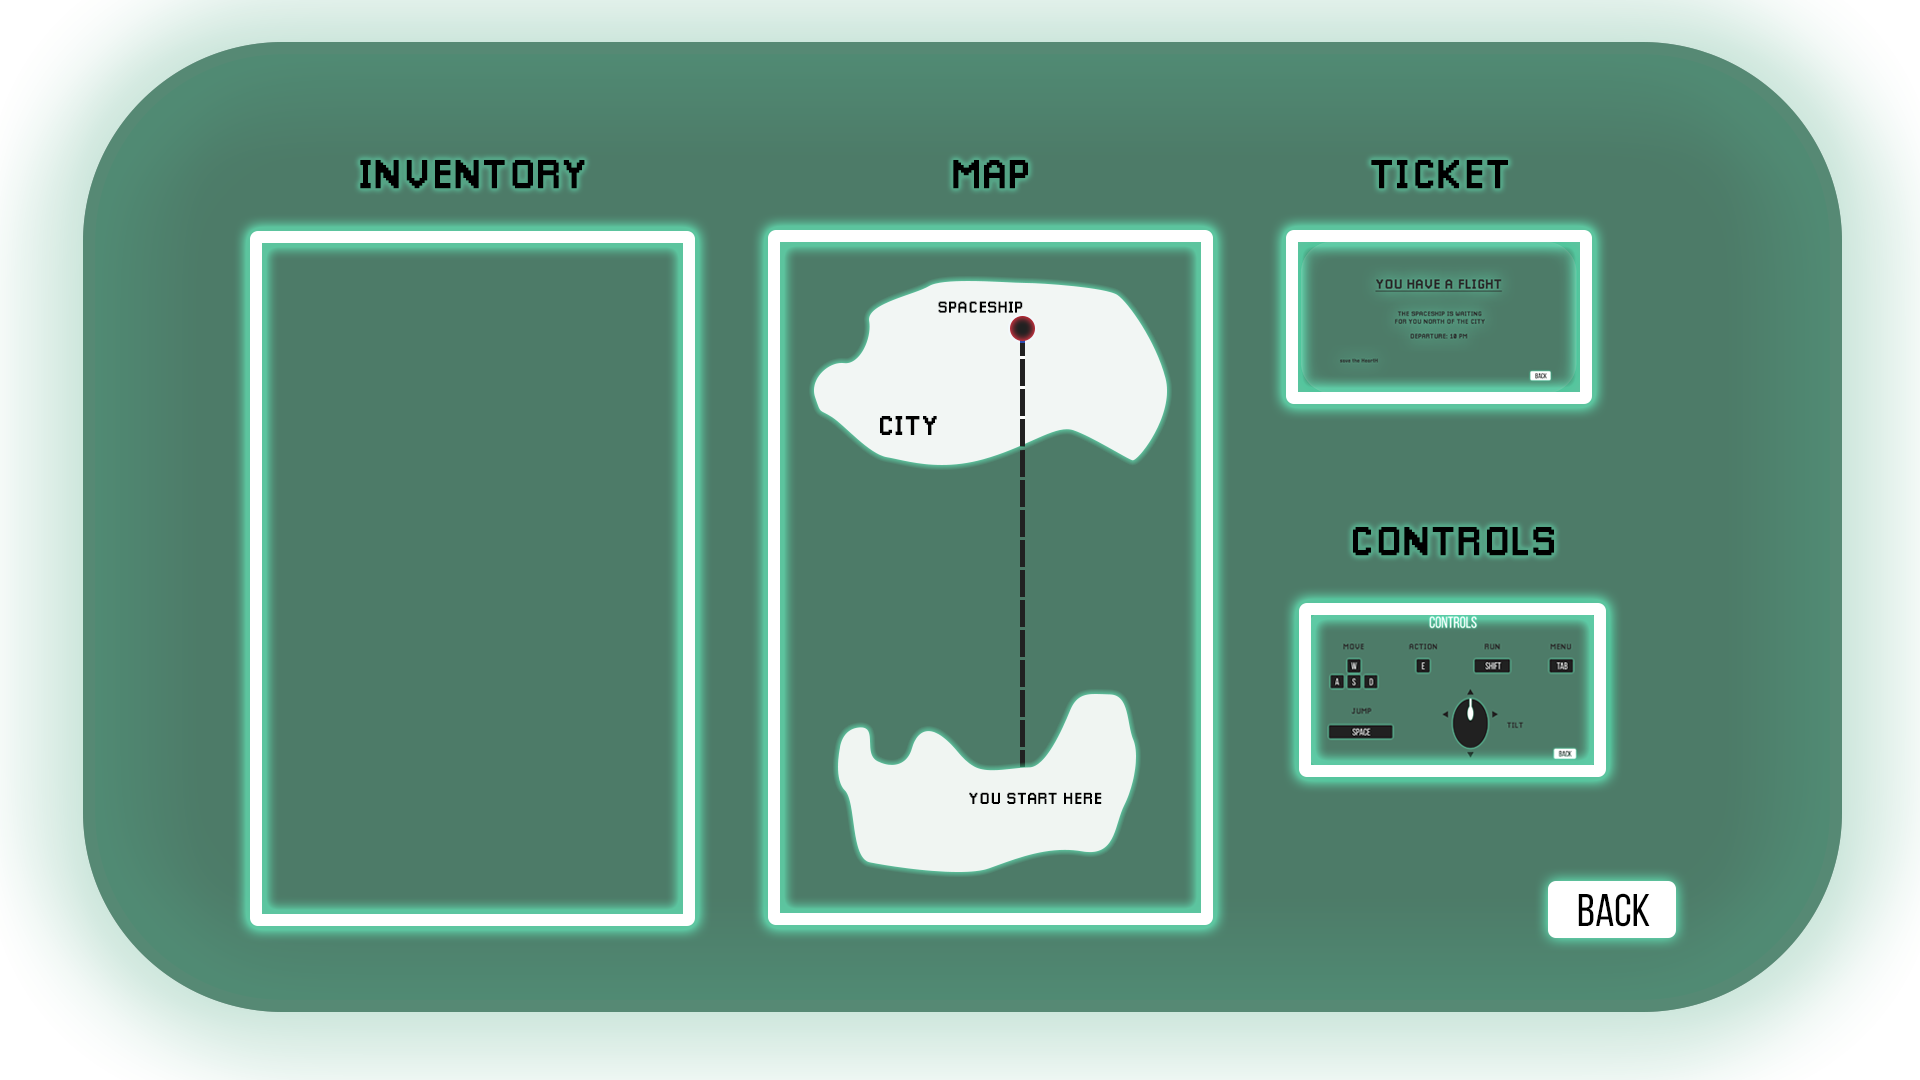 INVENTORY
MAP
SPACESHIP
CITY
YOU START HERE
TICKET
YOU HAVE A FLIGHT
THE SPACESHIP IS WAITING
FOR YOU NORTH OF THE CITY
DEPARTURE: 10 PM
save the
BACK
CONTROLS
CONTROLS
MOVE
ACTION
RUN
MENU
W
E
SHIFT
TAB
A S D
JUMP
TILT
SPACE
BACK
BACK